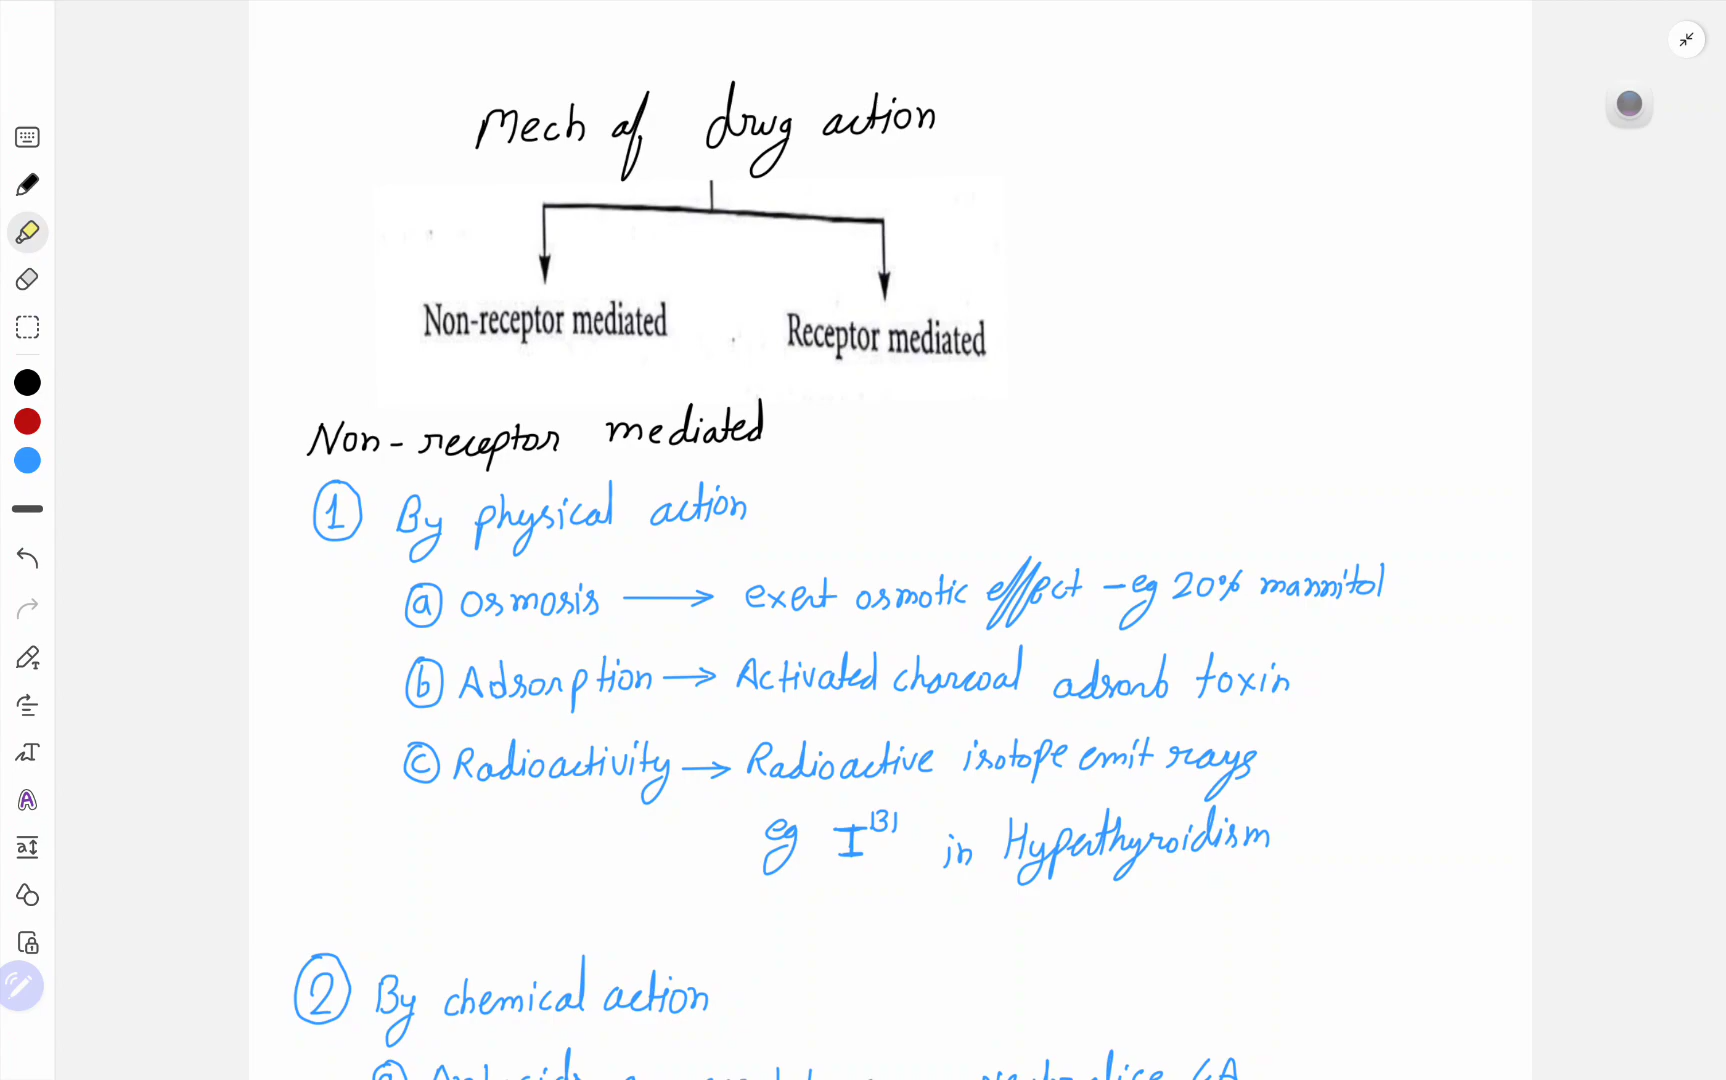 Mech of drug action
Non-receptor mediated
Receptor mediated
Non-receptor mediated
① By physical action
ⓐ Osmosis → exert osmotic effect - eg 20% mannitol
ⓑ Adsorption → Activated charcoal adsorb toxin
ⓒ Radioactivity → Radioactive isotope emit rays
eg I¹³¹ in Hyperthyroidism
② By chemical action